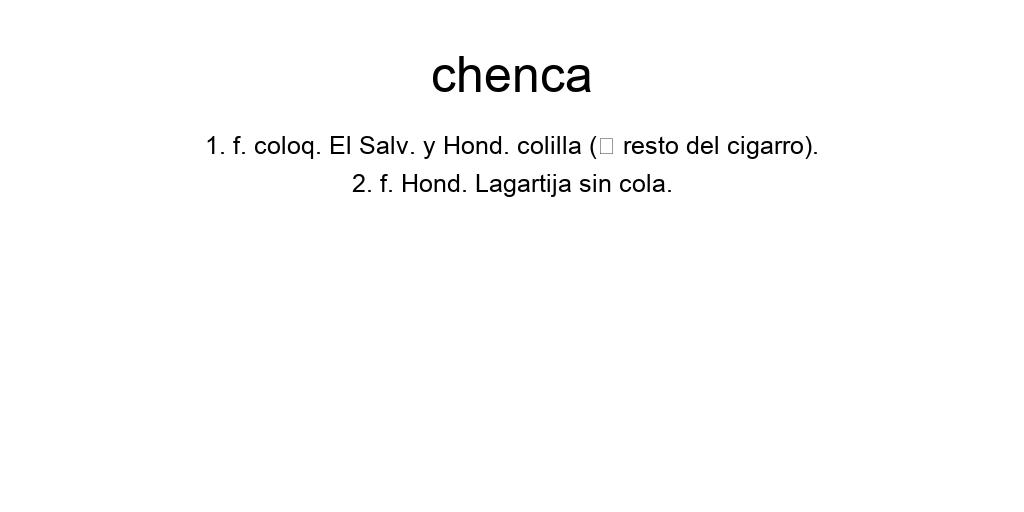 chenca
1. f. coloq. El Salv. y Hond. colilla (□ resto del cigarro).
2. f. Hond. Lagartija sin cola.